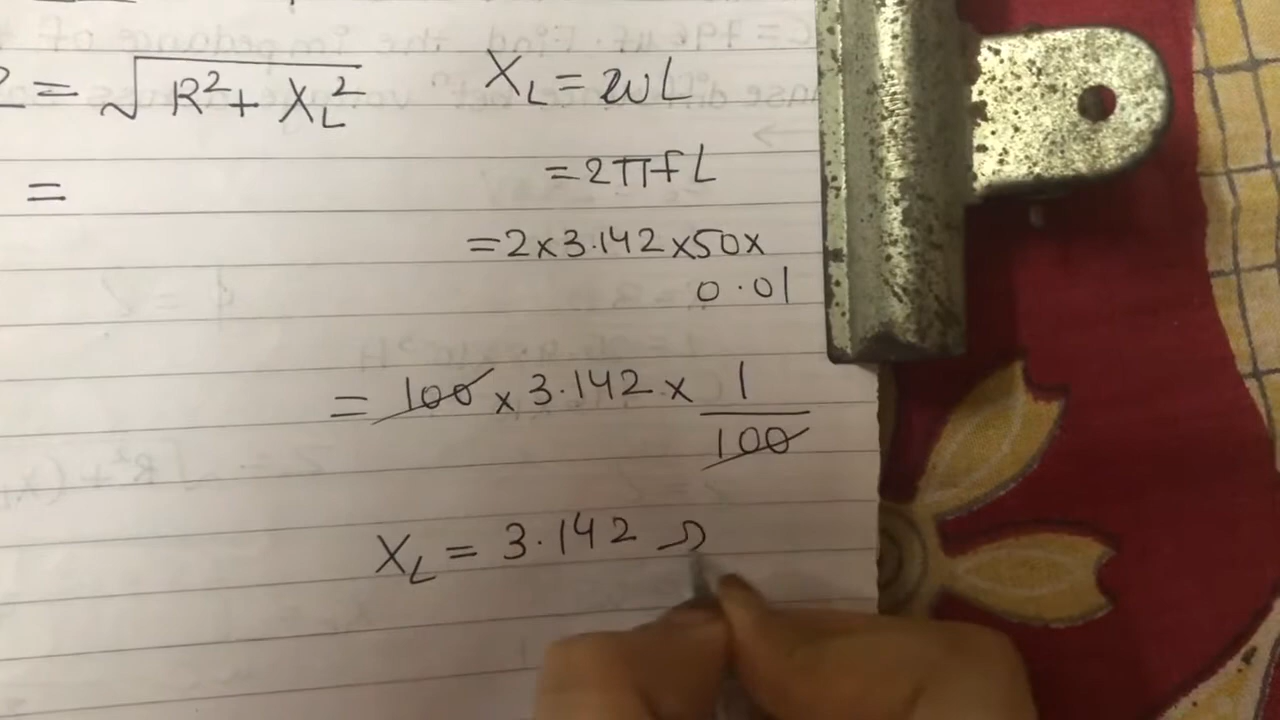 Z = √R² + X_L²
X_L = ωL
=
= 2πfL
= 2 x 3.142 x 50 x
0.01
= 100 x 3.142 x 1/100
X_L = 3.142 Ω